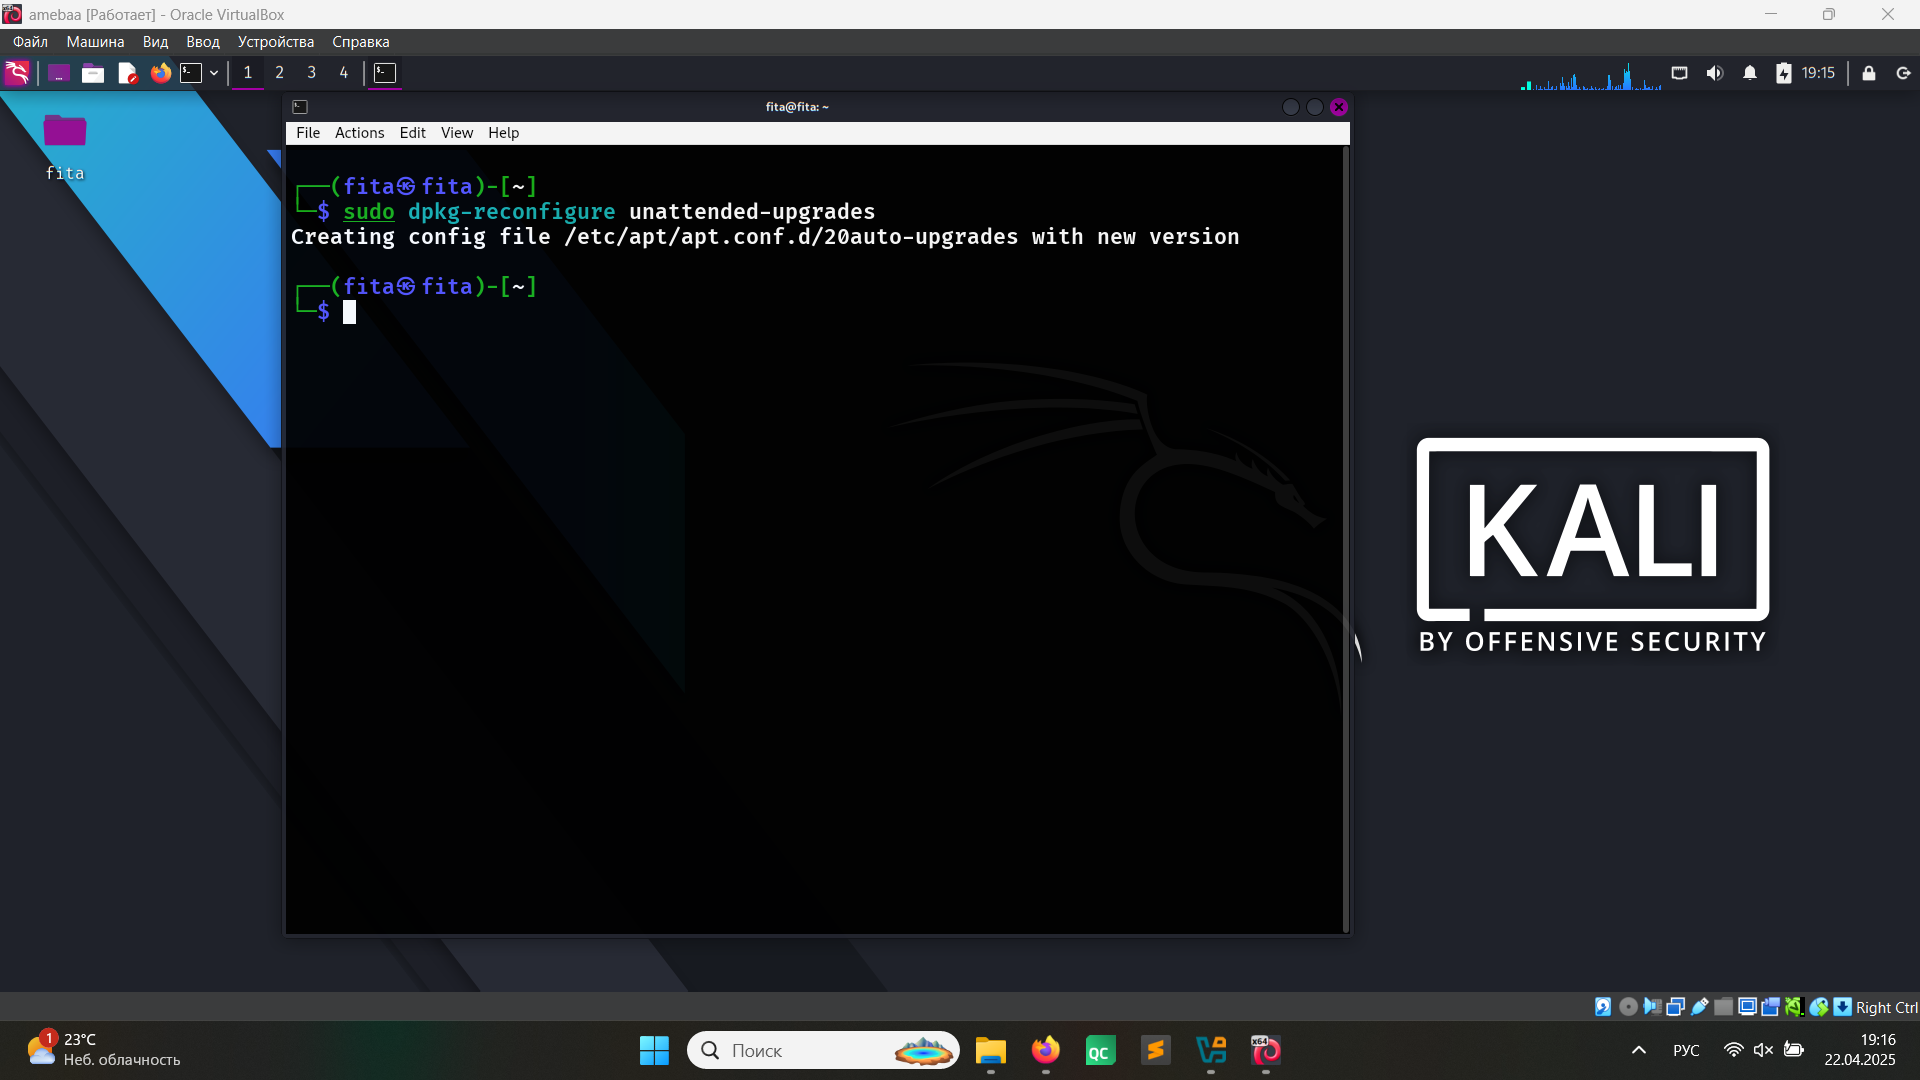 amebaa [Работает] - Oracle VirtualBox
Файл Машина Вид Ввод Устройства Справка
1 2 3 4
19:15
fita
fita@fita: ~
File Actions Edit View Help
┌──(fita㉿fita)-[~]
└─$ sudo dpkg-reconfigure unattended-upgrades
Creating config file /etc/apt/apt.conf.d/20auto-upgrades with new version
┌──(fita㉿fita)-[~]
└─$
KALI
BY OFFENSIVE SECURITY
Right Ctrl
1
23°C
Неб. облачность
Поиск
QC
x64
РУС
19:16
22.04.2025